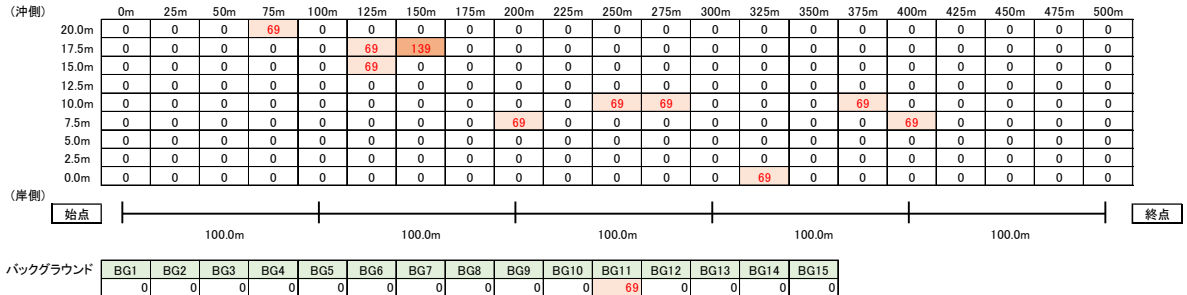 (沖側) 0m 25m 50m 75m 100m 125m 150m 175m 200m 225m 250m 275m 300m 325m 350m 375m 400m 425m 450m 475m 500m
20.0m 0 0 0 69 0 0 0 0 0 0 0 0 0 0 0 0 0 0 0 0 0
17.5m 0 0 0 0 0 69 139 0 0 0 0 0 0 0 0 0 0 0 0 0 0
15.0m 0 0 0 0 0 69 0 0 0 0 0 0 0 0 0 0 0 0 0 0 0
12.5m 0 0 0 0 0 0 0 0 0 0 0 0 0 0 0 0 0 0 0 0 0
10.0m 0 0 0 0 0 0 0 0 0 0 69 69 0 0 0 69 0 0 0 0 0
7.5m 0 0 0 0 0 0 0 0 69 0 0 0 0 0 0 0 69 0 0 0 0
5.0m 0 0 0 0 0 0 0 0 0 0 0 0 0 0 0 0 0 0 0 0 0
2.5m 0 0 0 0 0 0 0 0 0 0 0 0 0 0 0 0 0 0 0 0 0
0.0m 0 0 0 0 0 0 0 0 0 0 0 0 0 69 0 0 0 0 0 0 0
(岸側)
始点 終点
100.0m 100.0m 100.0m 100.0m 100.0m
バックグラウンド BG1 BG2 BG3 BG4 BG5 BG6 BG7 BG8 BG9 BG10 BG11 BG12 BG13 BG14 BG15
0 0 0 0 0 0 0 0 0 0 69 0 0 0 0